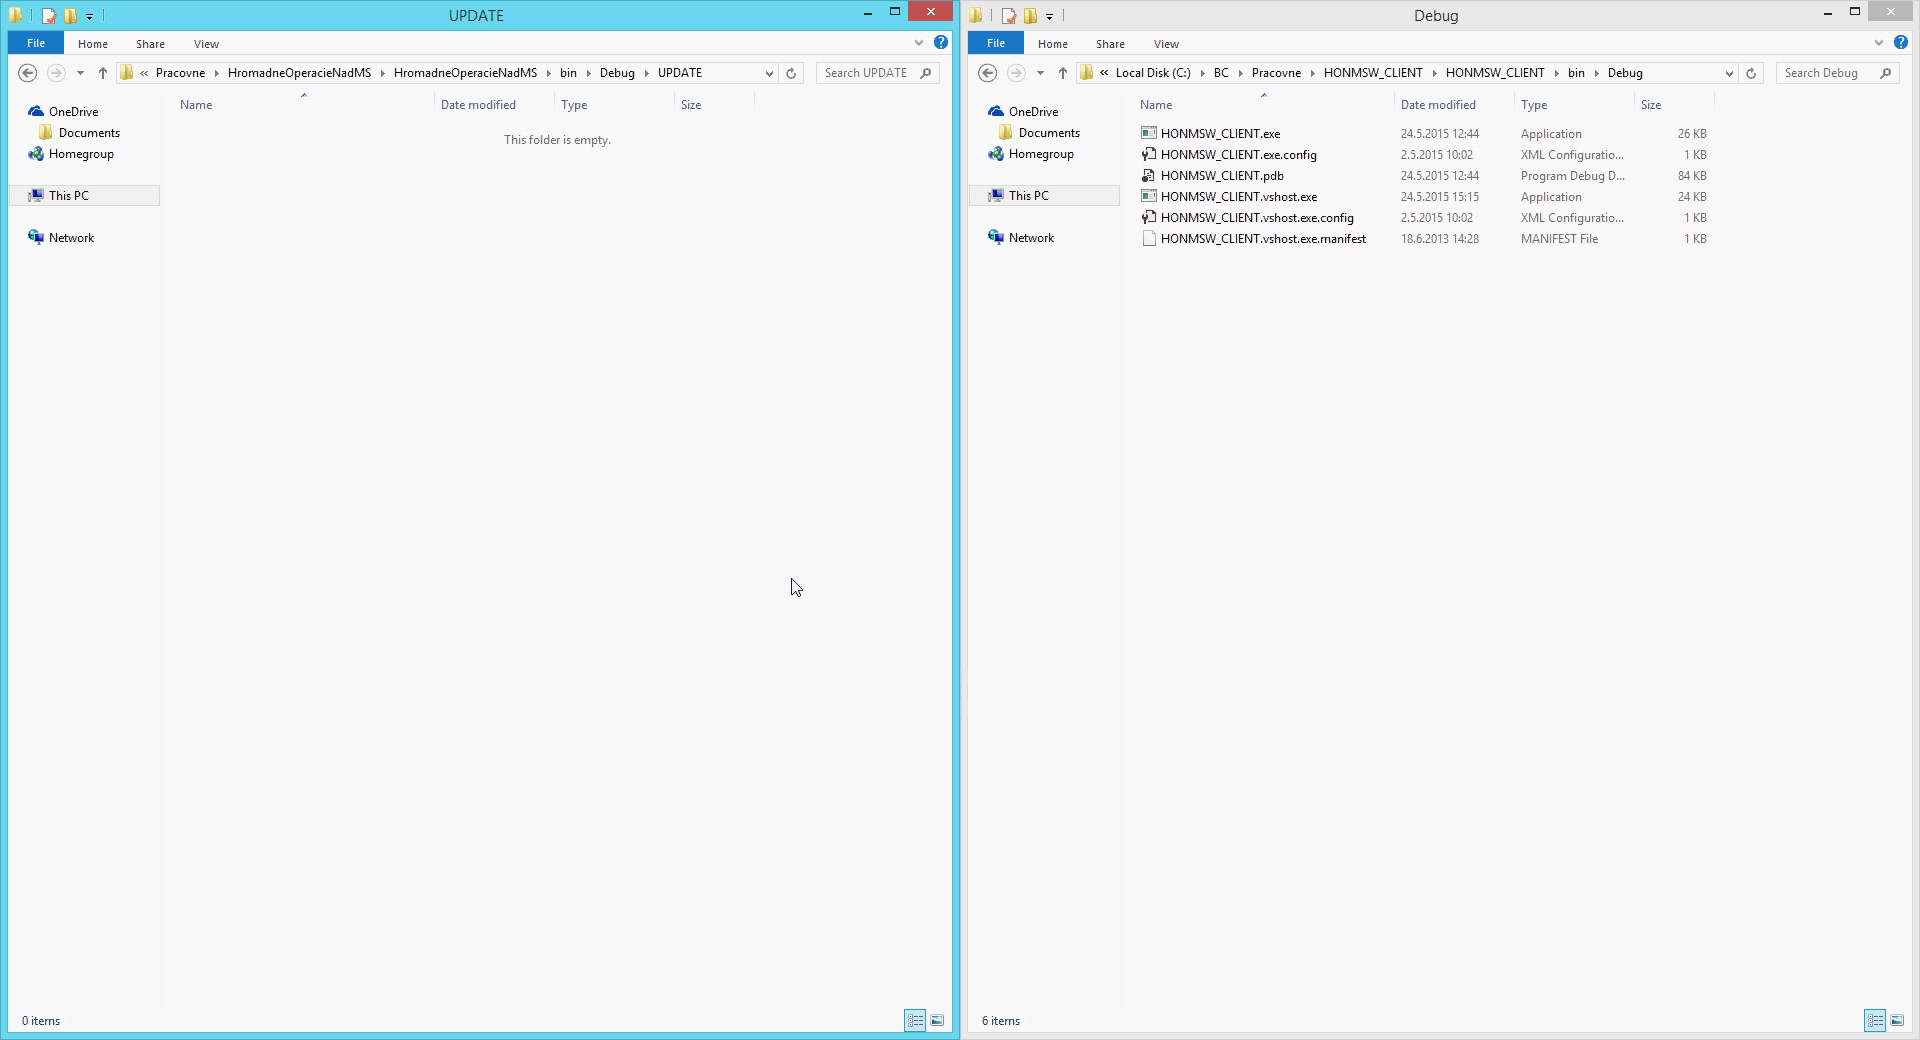 UPDATE
File Home Share View
« Pracovne HromadneOperacieNadMS HromadneOperacieNadMS bin Debug UPDATE
Search UPDATE
Name Date modified Type Size
This folder is empty.
OneDrive
Documents
Homegroup
This PC
Network
0 items
Debug
File Home Share View
« Local Disk (C:) BC Pracovne HONMSW_CLIENT HONMSW_CLIENT bin Debug
Search Debug
OneDrive
Documents
Homegroup
This PC
Network
Name Date modified Type Size
HONMSW_CLIENT.exe 24.5.2015 12:44 Application 26 KB
HONMSW_CLIENT.exe.config 2.5.2015 10:02 XML Configuratio... 1 KB
HONMSW_CLIENT.pdb 24.5.2015 12:44 Program Debug D... 84 KB
HONMSW_CLIENT.vshost.exe 24.5.2015 15:15 Application 24 KB
HONMSW_CLIENT.vshost.exe.config 2.5.2015 10:02 XML Configuratio... 1 KB
HONMSW_CLIENT.vshost.exe.manifest 18.6.2013 14:28 MANIFEST File 1 KB
6 items